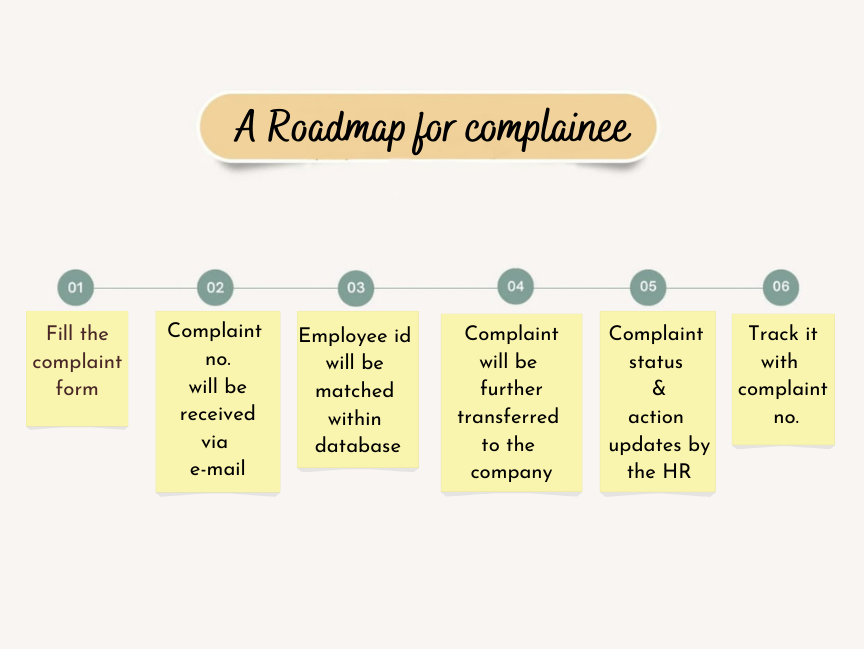 A Roadmap for complainee
01
Fill the
complaint
form
02
Complaint
no.
will be
received
via
e-mail
03
Employee id
will be
matched
within
database
04
Complaint
will be
further
transferred
to the
company
05
Complaint
status
&
action
updates by
the HR
06
Track it
with
complaint
no.